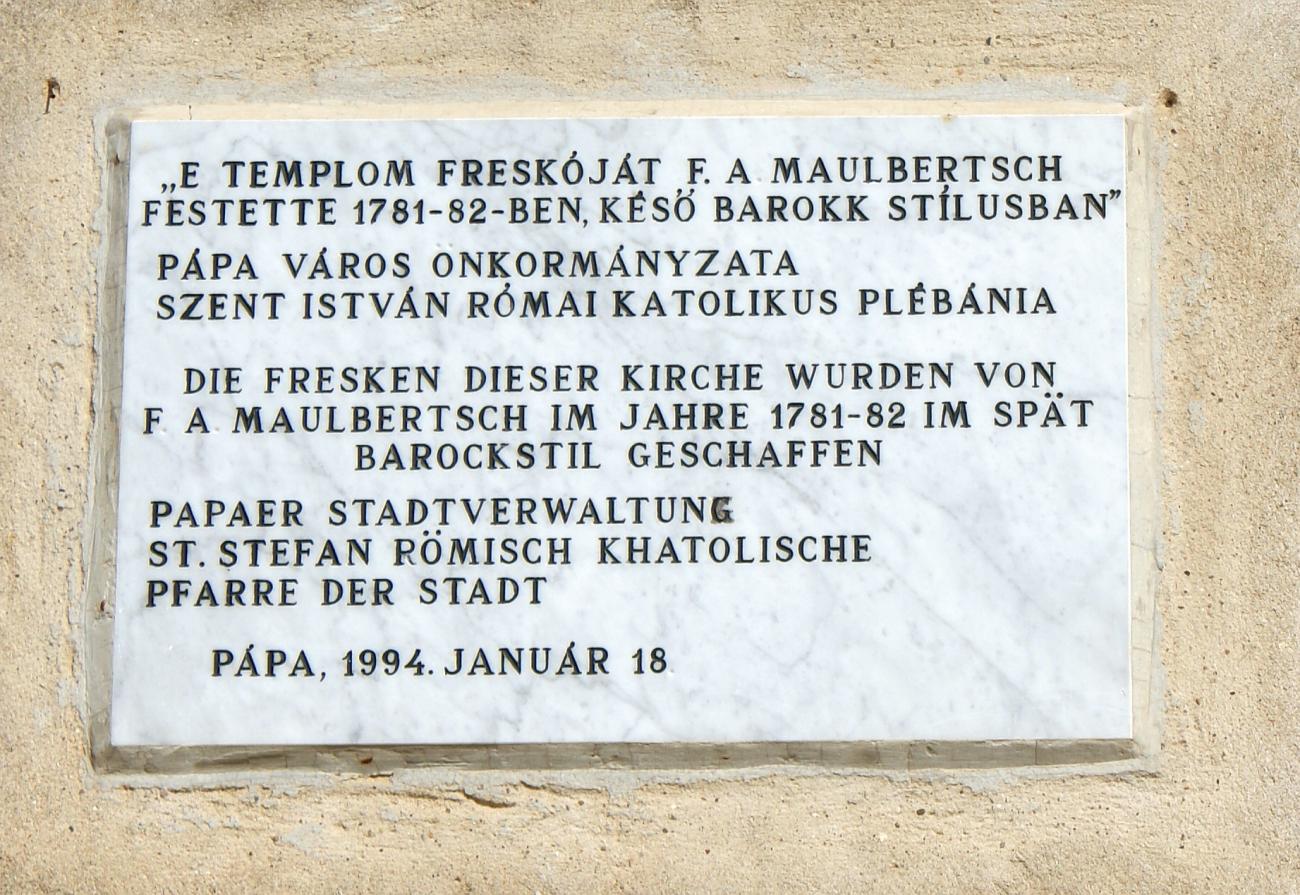 „E TEMPLOM FRESKÓJÁT F. A MAULBERTSCH
FESTETTE 1781-82-BEN, KÉSŐ BAROKK STÍLUSBAN”
PÁPA VÁROS ONKORMÁNYZATA
SZENT ISTVÁN RÓMAI KATOLIKUS PLÉBÁNIA
DIE FRESKEN DIESER KIRCHE WURDEN VON
F. A MAULBERTSCH IM JAHRE 1781-82 IM SPÄT
BAROCKSTIL GESCHAFFEN
PAPAER STADTVERWALTUNG
ST. STEFAN RÖMISCH KHATOLISCHE
PFARRE DER STADT
PÁPA, 1994. JANUÁR 18